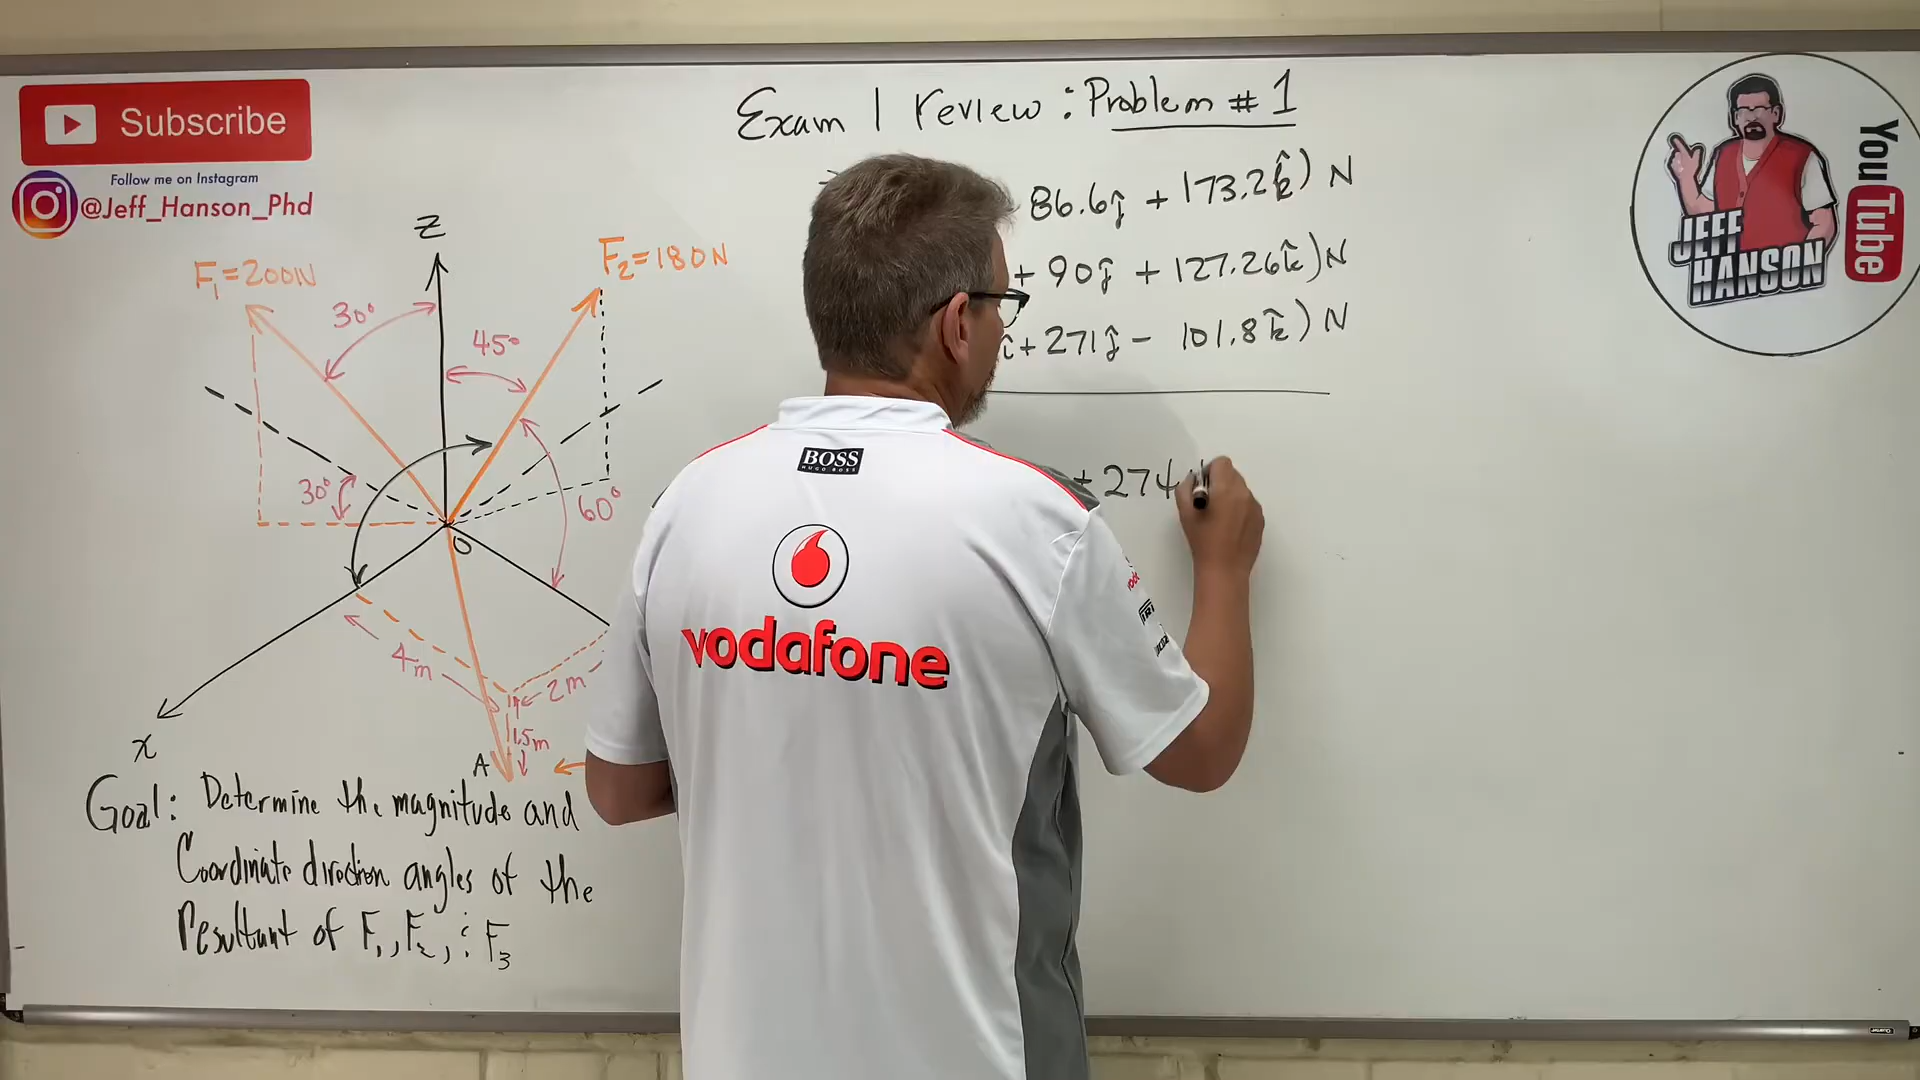 Subscribe
Follow me on Instagram
@Jeff_Hanson_Phd
Exam 1 review: Problem # 1
86.6ĵ + 173.2k̂) N
+ 90ĵ + 127.26k̂) N
î + 271ĵ - 101.8k̂) N
+ 274
Z
F₁=200N
F₂=180N
30°
45°
30°
60°
O
4m
2m
1.5m
A
x
Goal: Determine the magnitude and
Coordinate direction angles of the
resultant of F₁, F₂, ; F₃
BOSS
HUGO BOSS
vodafone
JEFF
HANSON
YouTube